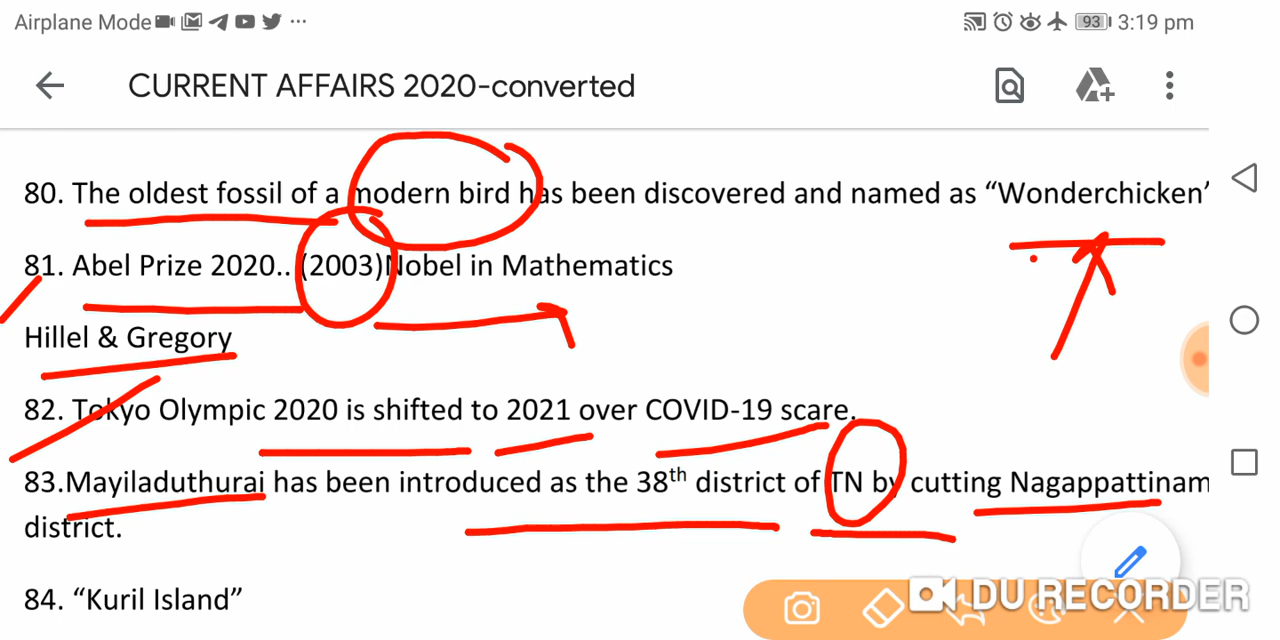 Airplane Mode ... 93 3:19 pm
CURRENT AFFAIRS 2020-converted
80. The oldest fossil of a modern bird has been discovered and named as “Wonderchicken”
81. Abel Prize 2020.. (2003)Nobel in Mathematics
Hillel & Gregory
82. Tokyo Olympic 2020 is shifted to 2021 over COVID-19 scare.
83.Mayiladuthurai has been introduced as the 38th district of TN by cutting Nagappattinam
district.
84. “Kuril Island”
DU RECORDER